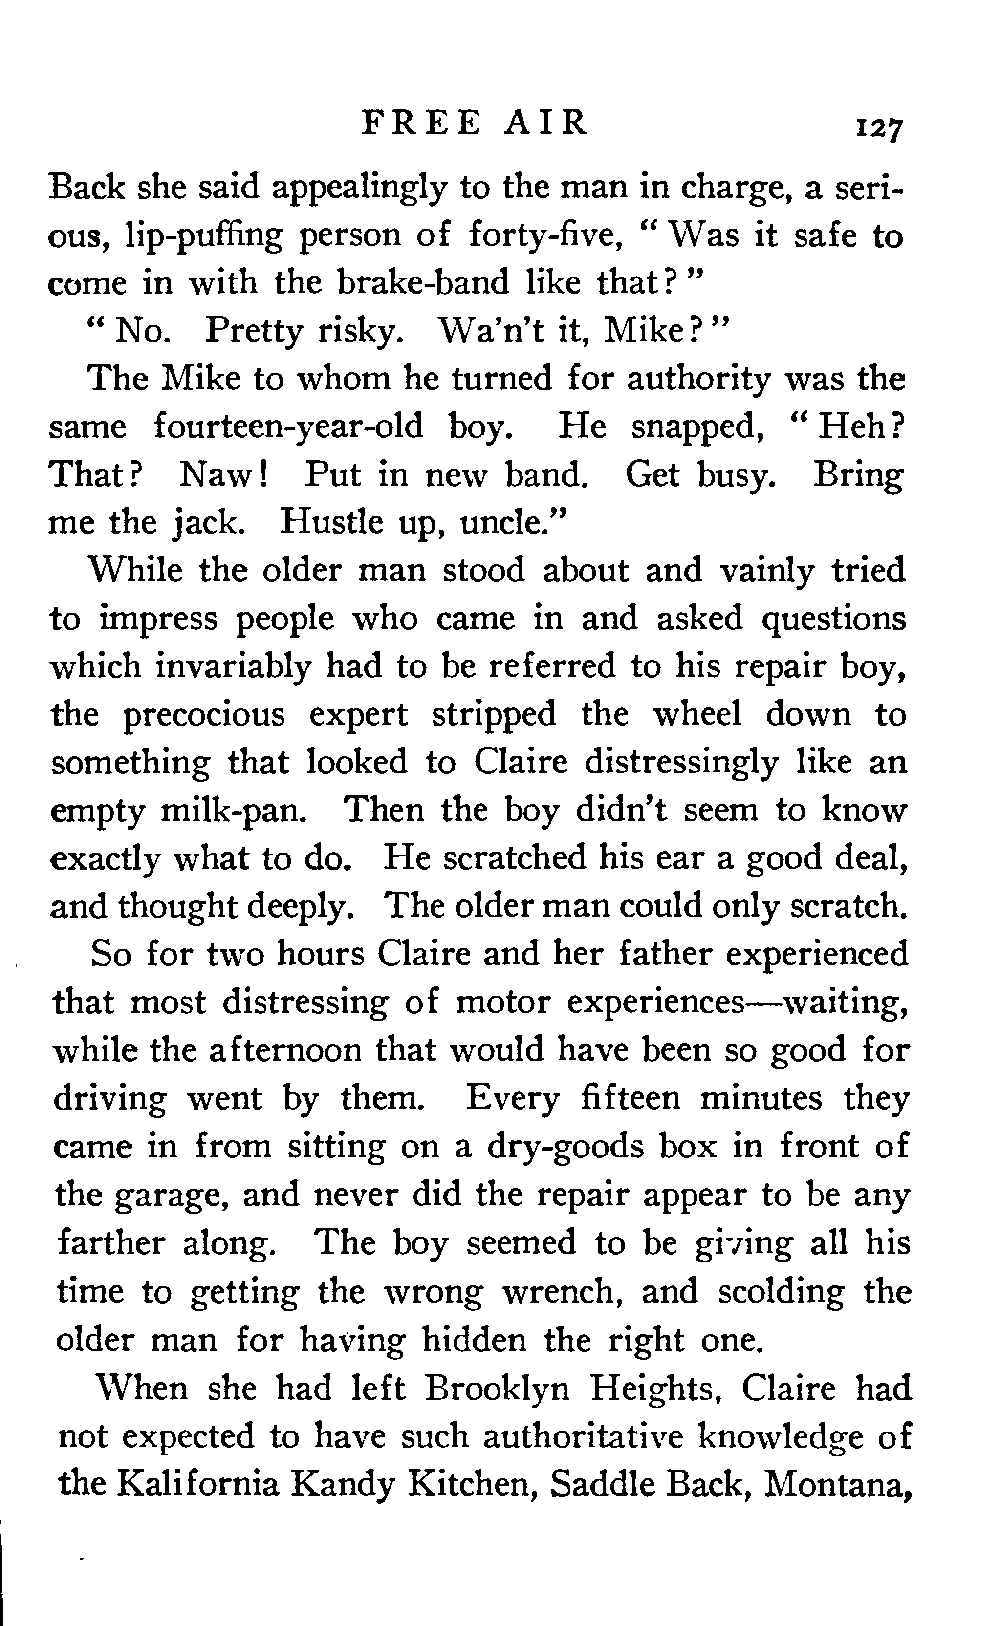 FREE AIR 127
Back she said appealingly to the man in charge, a seri-
ous, lip-puffing person of forty-five, “ Was it safe to
come in with the brake-band like that? ”
“ No. Pretty risky. Wa’n’t it, Mike? ”
The Mike to whom he turned for authority was the
same fourteen-year-old boy. He snapped, “ Heh?
That? Naw! Put in new band. Get busy. Bring
me the jack. Hustle up, uncle.”
While the older man stood about and vainly tried
to impress people who came in and asked questions
which invariably had to be referred to his repair boy,
the precocious expert stripped the wheel down to
something that looked to Claire distressingly like an
empty milk-pan. Then the boy didn’t seem to know
exactly what to do. He scratched his ear a good deal,
and thought deeply. The older man could only scratch.
So for two hours Claire and her father experienced
that most distressing of motor experiences—waiting,
while the afternoon that would have been so good for
driving went by them. Every fifteen minutes they
came in from sitting on a dry-goods box in front of
the garage, and never did the repair appear to be any
farther along. The boy seemed to be giving all his
time to getting the wrong wrench, and scolding the
older man for having hidden the right one.
When she had left Brooklyn Heights, Claire had
not expected to have such authoritative knowledge of
the Kalifornia Kandy Kitchen, Saddle Back, Montana,